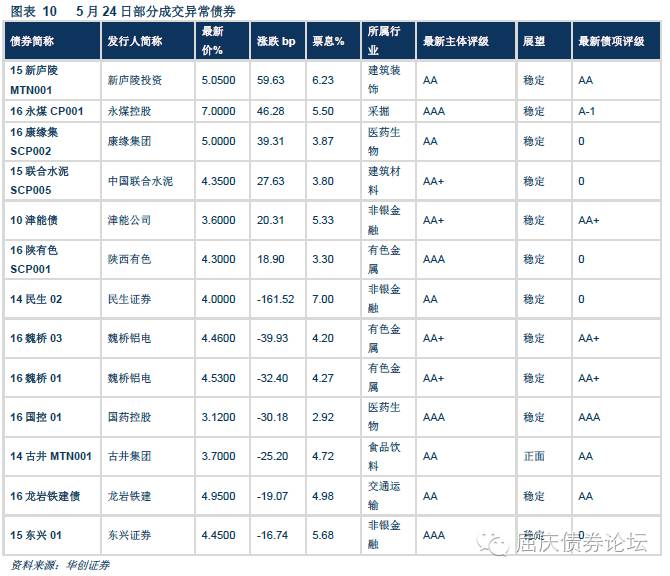 图表 10 5 月 24 日部分成交异常债券
债券简称 发行人简称 最新价% 涨跌 bp 票息% 所属行业 最新主体评级 展望 最新债项评级
15 新庐陵 MTN001 新庐陵投资 5.0500 59.63 6.23 建筑装饰 AA 稳定 AA
16 永煤 CP001 永煤控股 7.0000 46.28 5.50 采掘 AAA 稳定 A-1
16 康缘集 SCP002 康缘集团 5.0000 39.31 3.87 医药生物 AA 稳定 0
15 联合水泥 SCP005 中国联合水泥 4.3500 27.63 3.80 建筑材料 AA+ 稳定 0
10 津能债 津能公司 3.6000 20.31 5.33 非银金融 AA+ 稳定 AA+
16 陕有色 SCP001 陕西有色 4.3000 18.90 3.30 有色金属 AAA 稳定 0
14 民生 02 民生证券 4.0000 -161.52 7.00 非银金融 AA 稳定 0
16 魏桥 03 魏桥铝电 4.4600 -39.93 4.20 有色金属 AA+ 稳定 AA+
16 魏桥 01 魏桥铝电 4.5300 -32.40 4.27 有色金属 AA+ 稳定 AA+
16 国控 01 国药控股 3.1200 -30.18 2.92 医药生物 AAA 稳定 AAA
14 古井 MTN001 古井集团 3.7000 -25.20 4.72 食品饮料 AA 正面 AA
16 龙岩铁建债 龙岩铁建 4.9500 -19.07 4.98 交通运输 AA 稳定 AA
15 东兴 01 东兴证券 4.4500 -16.74 5.68 非银金融 AAA 稳定 0
屈庆债券论坛
资料来源：华创证券